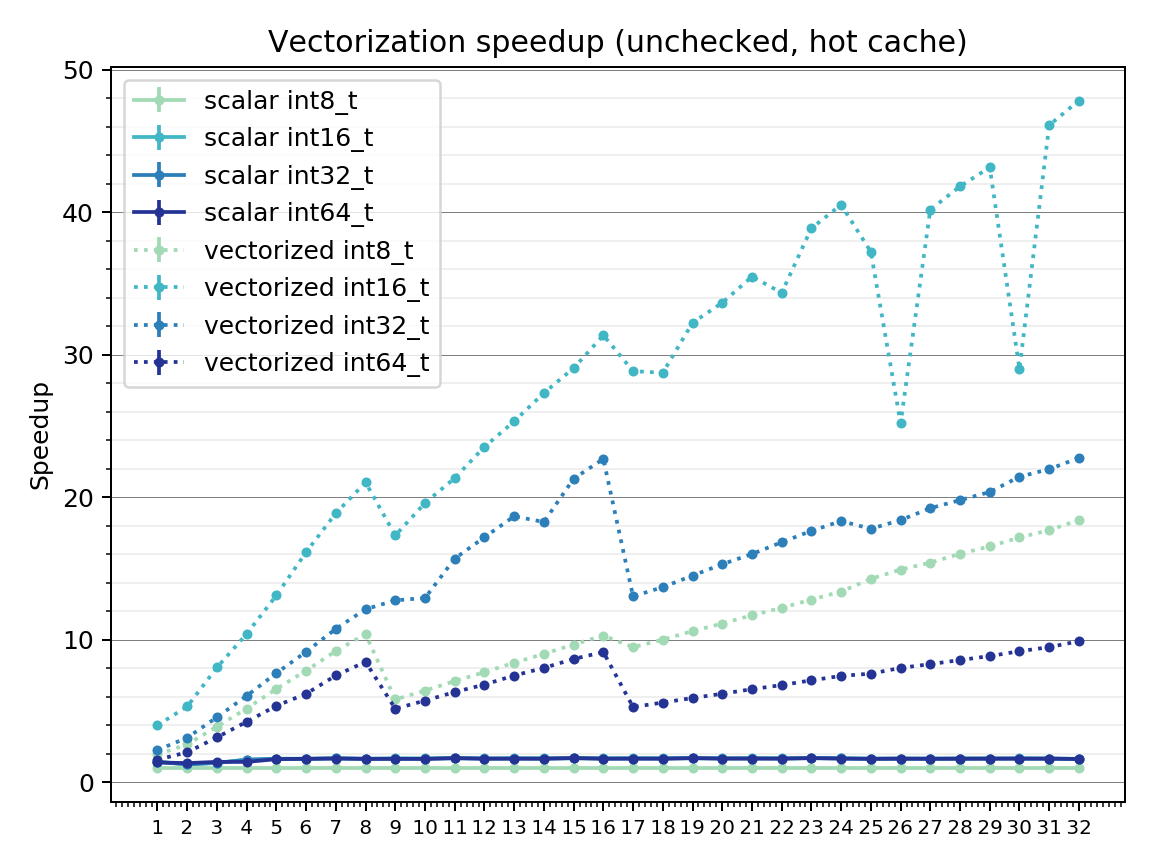 Vectorization speedup (unchecked, hot cache)
50
40
30
20
10
0
Speedup
scalar int8_t
scalar int16_t
scalar int32_t
scalar int64_t
vectorized int8_t
vectorized int16_t
vectorized int32_t
vectorized int64_t
1 2 3 4 5 6 7 8 9 10 11 12 13 14 15 16 17 18 19 20 21 22 23 24 25 26 27 28 29 30 31 32